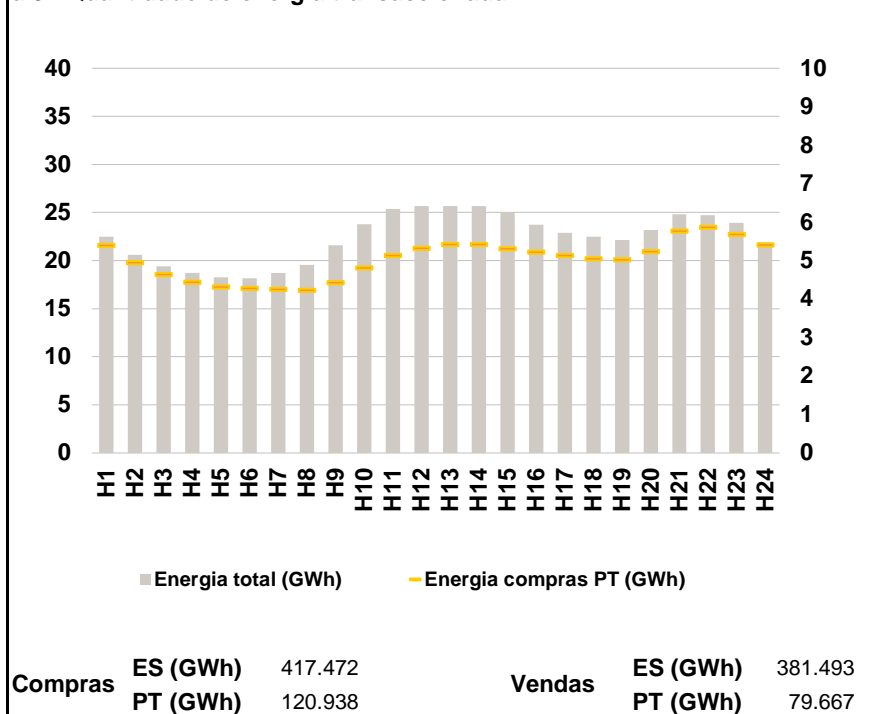 40 10
35 9
30 8
25 7
20 6
15 5
10 4
5 3
0 2
1
0
H1 H2 H3 H4 H5 H6 H7 H8 H9 H10 H11 H12 H13 H14 H15 H16 H17 H18 H19 H20 H21 H22 H23 H24
Energia total (GWh) Energia compras PT (GWh)
Compras ES (GWh) 417.472 Vendas ES (GWh) 381.493
PT (GWh) 120.938 PT (GWh) 79.667